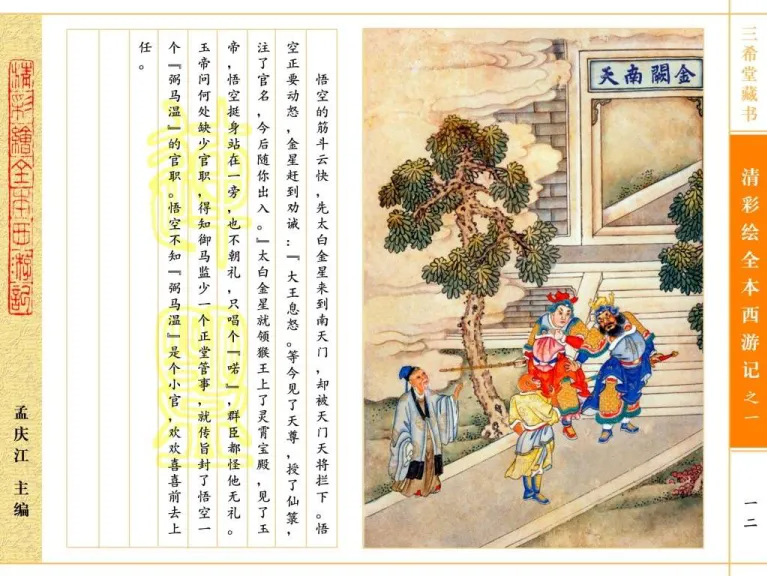 三希堂藏书
清彩绘全本西游记之一
一二
金闕南天
悟空的筋斗云快，先太白金星来到南天门，却被天门天将拦下。悟
空正要动怒，金星赶到劝诫：『大王息怒。等今见了天尊，授了仙箓，
注了官名，今后随你出入。』太白金星就领猴王上了灵霄宝殿，见了玉
帝，悟空挺身站在一旁，也不朝礼，只唱个『喏』，群臣都怪他无礼。
玉帝问何处缺少官职，得知御马监少一个正堂管事，就传旨封了悟空一
个『弼马温』的官职。悟空不知『弼马温』是个小官，欢欢喜喜前去上
任。
清彩繪全本西游記
孟庆江 主编